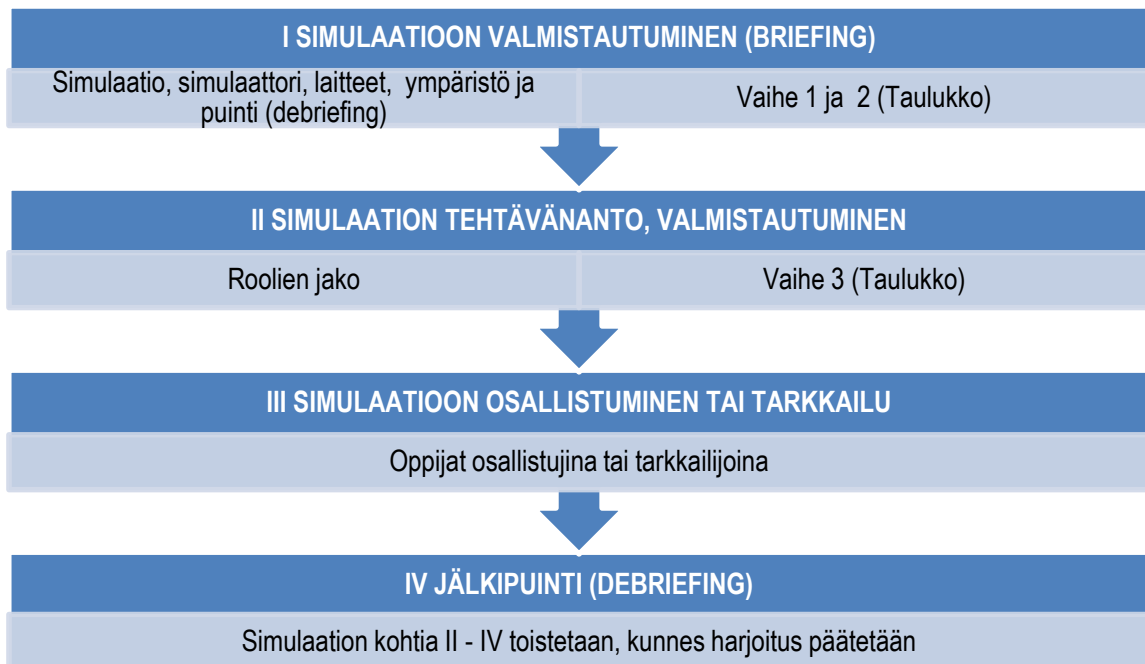 I SIMULAATIOON VALMISTAUTUMINEN (BRIEFING)
Simulaatio, simulaattori, laitteet, ympäristö ja
puinti (debriefing)
Vaihe 1 ja 2 (Taulukko)
II SIMULAATION TEHTÄVÄNANTO, VALMISTAUTUMINEN
Roolien jako
Vaihe 3 (Taulukko)
III SIMULAATIOON OSALLISTUMINEN TAI TARKKAILU
Oppijat osallistujina tai tarkkailijoina
IV JÄLKIPUINTI (DEBRIEFING)
Simulaation kohtia II - IV toistetaan, kunnes harjoitus päätetään